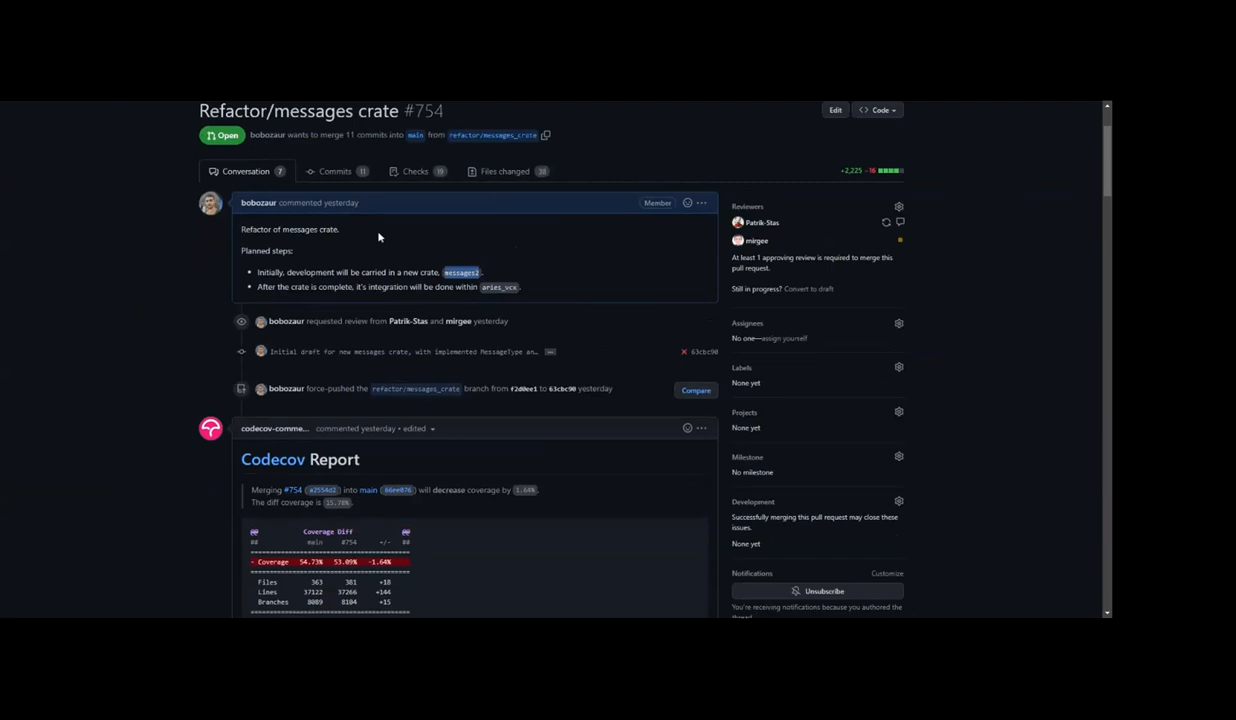 Refactor/messages crate #754
Edit
Code
Open
bobozaur wants to merge 11 commits into main from refactor/messages_crate
Conversation 7
Commits 11
Checks 19
Files changed 38
+2,225 −16
bobozaur commented yesterday
Member
Refactor of messages crate.
Planned steps:
• Initially, development will be carried in a new crate, messages2.
• After the crate is complete, it's integration will be done within aries_vcx.
bobozaur requested review from Patrik-Stas and mirgee yesterday
Initial draft for new messages crate, with implemented MessageType an… ...
63cbc90
bobozaur force-pushed the refactor/messages_crate branch from f2d0ee1 to 63cbc90 yesterday
Compare
codecov-comme... commented yesterday • edited
Codecov Report
Merging #754 (a2554d2) into main (66ee076) will decrease coverage by 1.64%.
The diff coverage is 15.78%.
@@ Coverage Diff @@
## main #754 +/- ##
==========================================
- Coverage 54.73% 53.09% -1.64%
==========================================
Files 363 381 +18
Lines 37122 37266 +144
Branches 8089 8104 +15
==========================================
Reviewers
Patrik-Stas
mirgee
At least 1 approving review is required to merge this
pull request.
Still in progress? Convert to draft
Assignees
No one—assign yourself
Labels
None yet
Projects
None yet
Milestone
No milestone
Development
Successfully merging this pull request may close these
issues.
None yet
Notifications
Customize
Unsubscribe
You're receiving notifications because you authored the
thread.